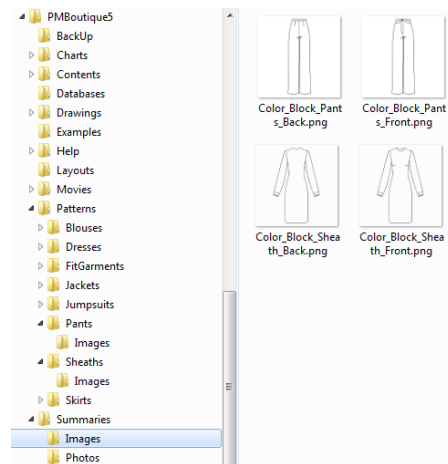 PMBoutique5
BackUp
Charts
Contents
Databases
Drawings
Examples
Help
Layouts
Movies
Patterns
Blouses
Dresses
FitGarments
Jackets
Jumpsuits
Pants
Images
Sheaths
Images
Skirts
Summaries
Images
Photos
Color_Block_Pant
s_Back.png
Color_Block_Pant
s_Front.png
Color_Block_Shea
th_Back.png
Color_Block_Shea
th_Front.png